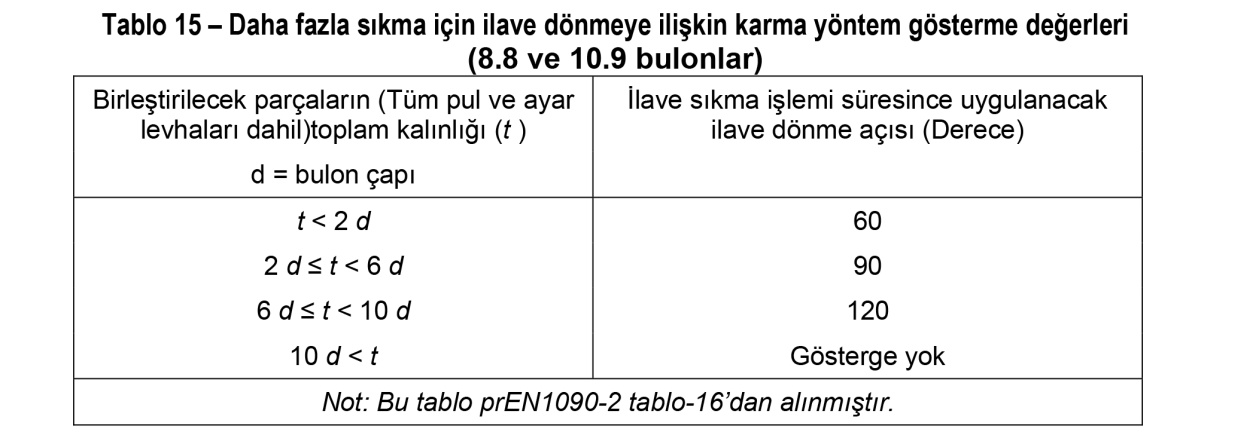 Tablo 15 – Daha fazla sıkma için ilave dönmeye ilişkin karma yöntem gösterme değerleri
(8.8 ve 10.9 bulonlar)
Birleştirilecek parçaların (Tüm pul ve ayar
levhaları dahil)toplam kalınlığı (t )
d = bulon çapı
İlave sıkma işlemi süresince uygulanacak
ilave dönme açısı (Derece)
t < 2 d
60
2 d ≤ t < 6 d
90
6 d ≤ t < 10 d
120
10 d < t
Gösterge yok
Not: Bu tablo prEN1090-2 tablo-16’dan alınmıştır.